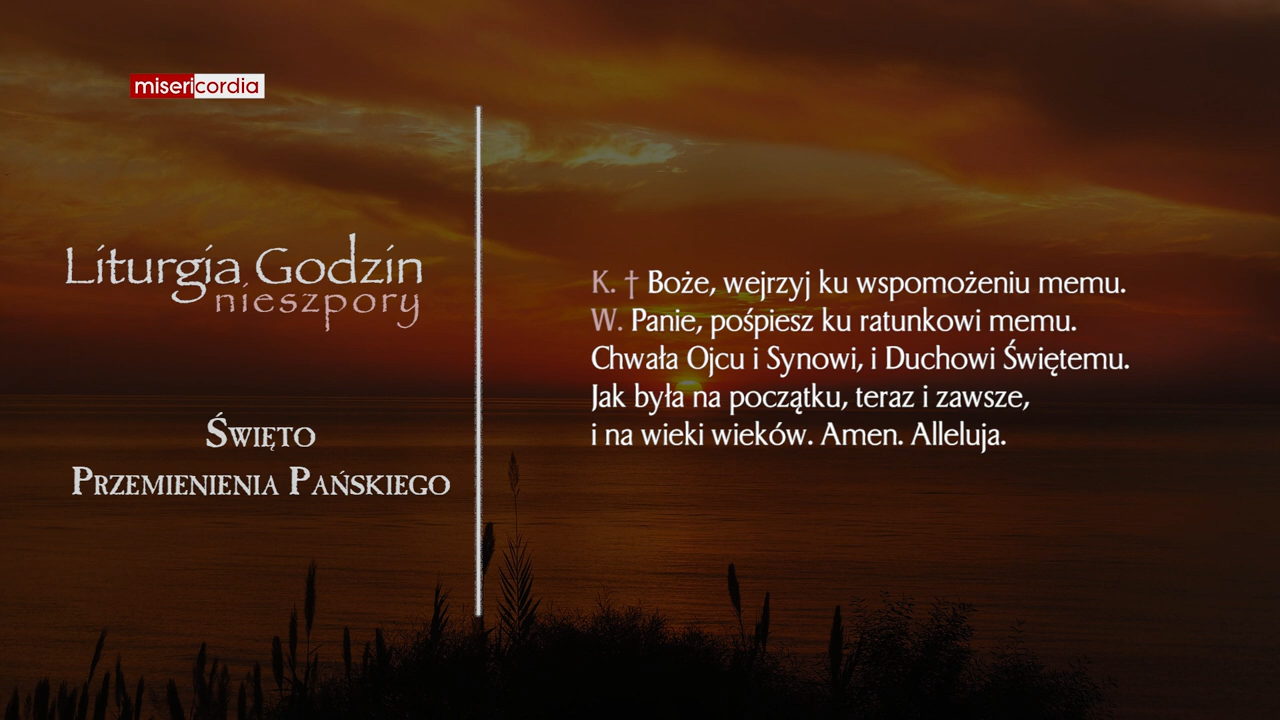 misericordia
Liturgia Godzin
nieszpory
Święto
Przemienienia Pańskiego
K. † Boże, wejrzyj ku wspomożeniu memu.
W. Panie, pośpiesz ku ratunkowi memu.
Chwała Ojcu i Synowi, i Duchowi Świętemu.
Jak była na początku, teraz i zawsze,
i na wieki wieków. Amen. Alleluja.